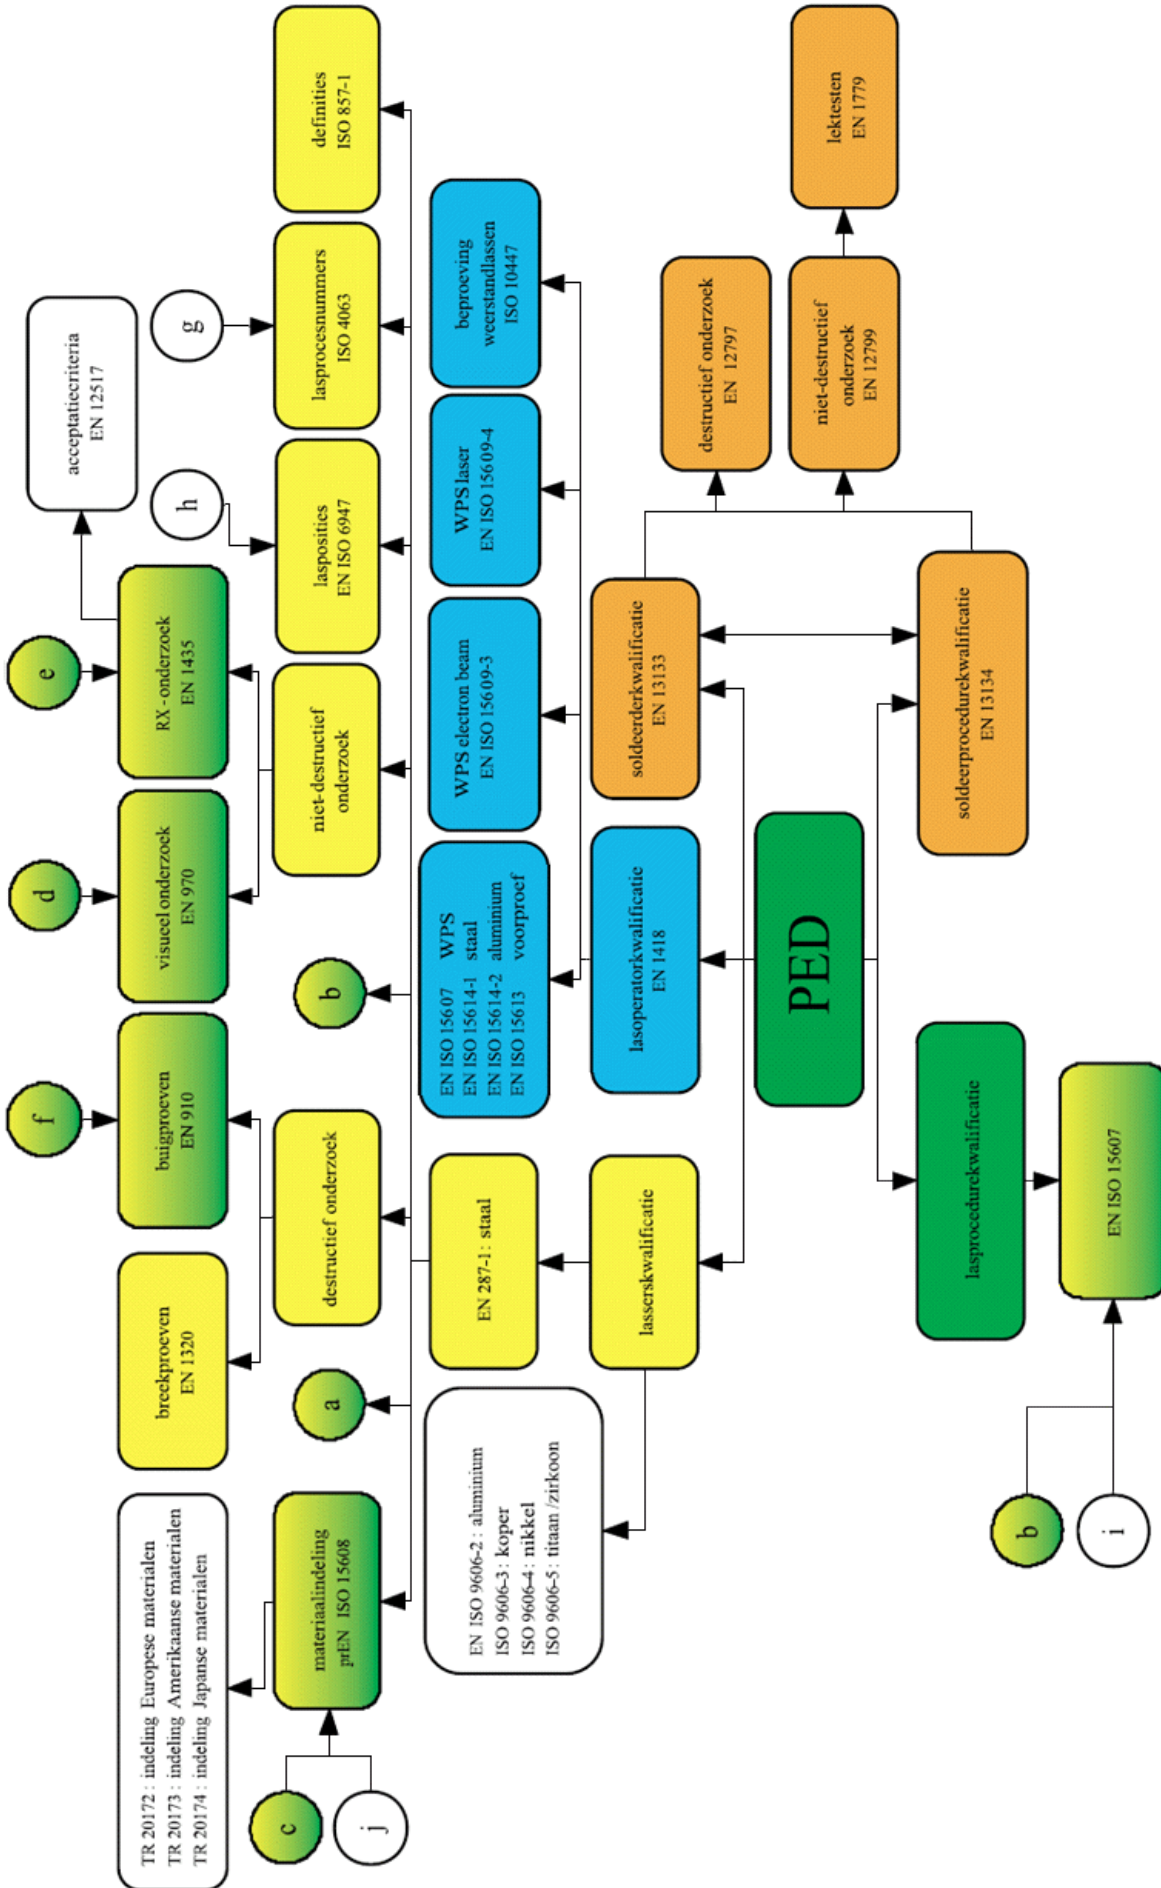 f
d
e
acceptatiecriteria
EN 12517
TR 20172 : indeling Europese materialen
TR 20173 : indeling Amerikaanse materialen
TR 20174 : indeling Japanse materialen
breekproeven
EN 1320
buigproeven
EN 910
visueel onderzoek
EN 970
RX - onderzoek
EN 1435
h
g
c
j
materiaalindeling
prEN ISO 15608
a
destructief onderzoek
b
niet-destructief
onderzoek
lasposities
EN ISO 6947
lasprocesnummers
ISO 4063
definities
ISO 857-1
EN ISO 9606-2 : aluminium
ISO 9606-3 : koper
ISO 9606-4 : nikkel
ISO 9606-5 : titaan /zirkoon
EN 287-1 : staal
EN ISO 15607 WPS
EN ISO 15614-1 staal
EN ISO 15614-2 aluminium
EN ISO 15613 voorproef
WPS electron beam
EN ISO 15609-3
WPS laser
EN ISO 15609-4
beproeving
weerstandlassen
ISO 10447
lasserskwalificatie
lasoperatorkwalificatie
EN 1418
soldeerderkwalificatie
EN 13133
destructief onderzoek
EN 12797
PED
niet-destructief
onderzoek
EN 12799
lektesten
EN 1779
lasprocedurekwalificatie
soldeerprocedurekwalificatie
EN 13134
b
i
EN ISO 15607